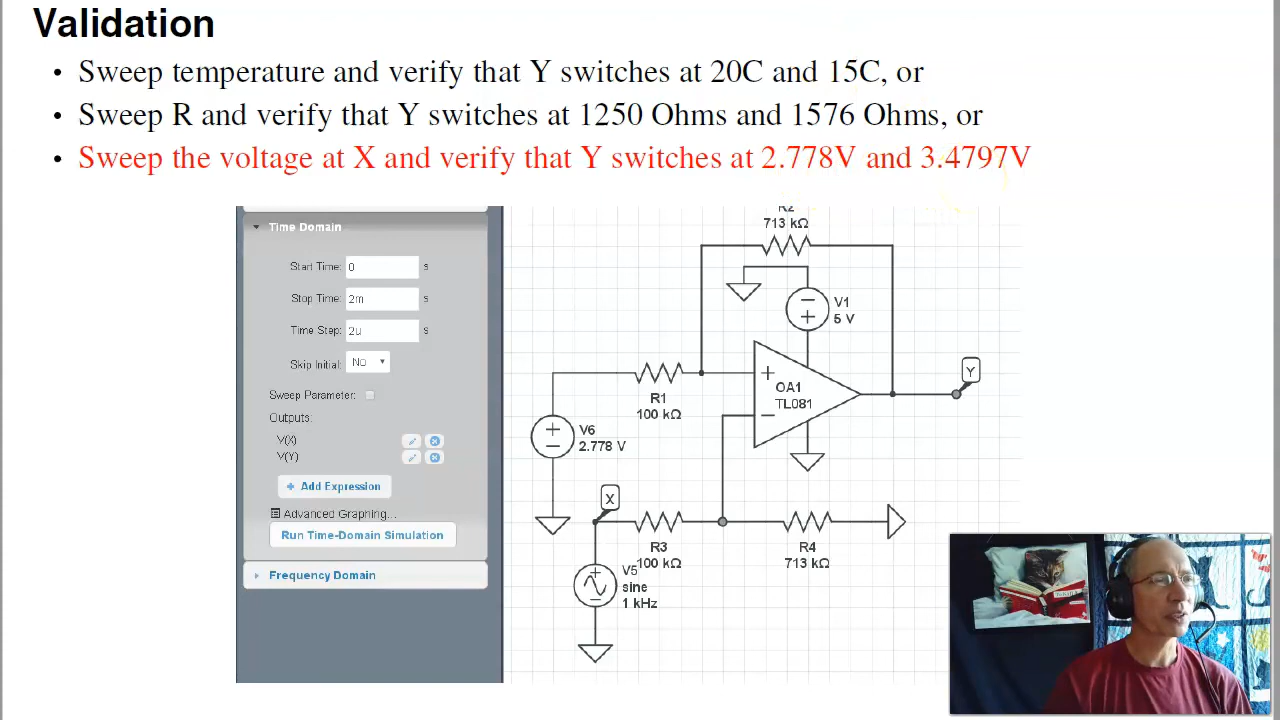 Validation
• Sweep temperature and verify that Y switches at 20C and 15C, or
• Sweep R and verify that Y switches at 1250 Ohms and 1576 Ohms, or
• Sweep the voltage at X and verify that Y switches at 2.778V and 3.4797V
Time Domain
Start Time: 0 s
Stop Time: 2m s
Time Step: 2u s
Skip Initial: No
Sweep Parameter:
Outputs:
V(X)
V(Y)
+ Add Expression
Advanced Graphing...
Run Time-Domain Simulation
Frequency Domain
R2
713 kΩ
V1
5 V
R1
100 kΩ
+
−
OA1
TL081
Y
V6
2.778 V
X
R3
100 kΩ
R4
713 kΩ
V5
sine
1 kHz